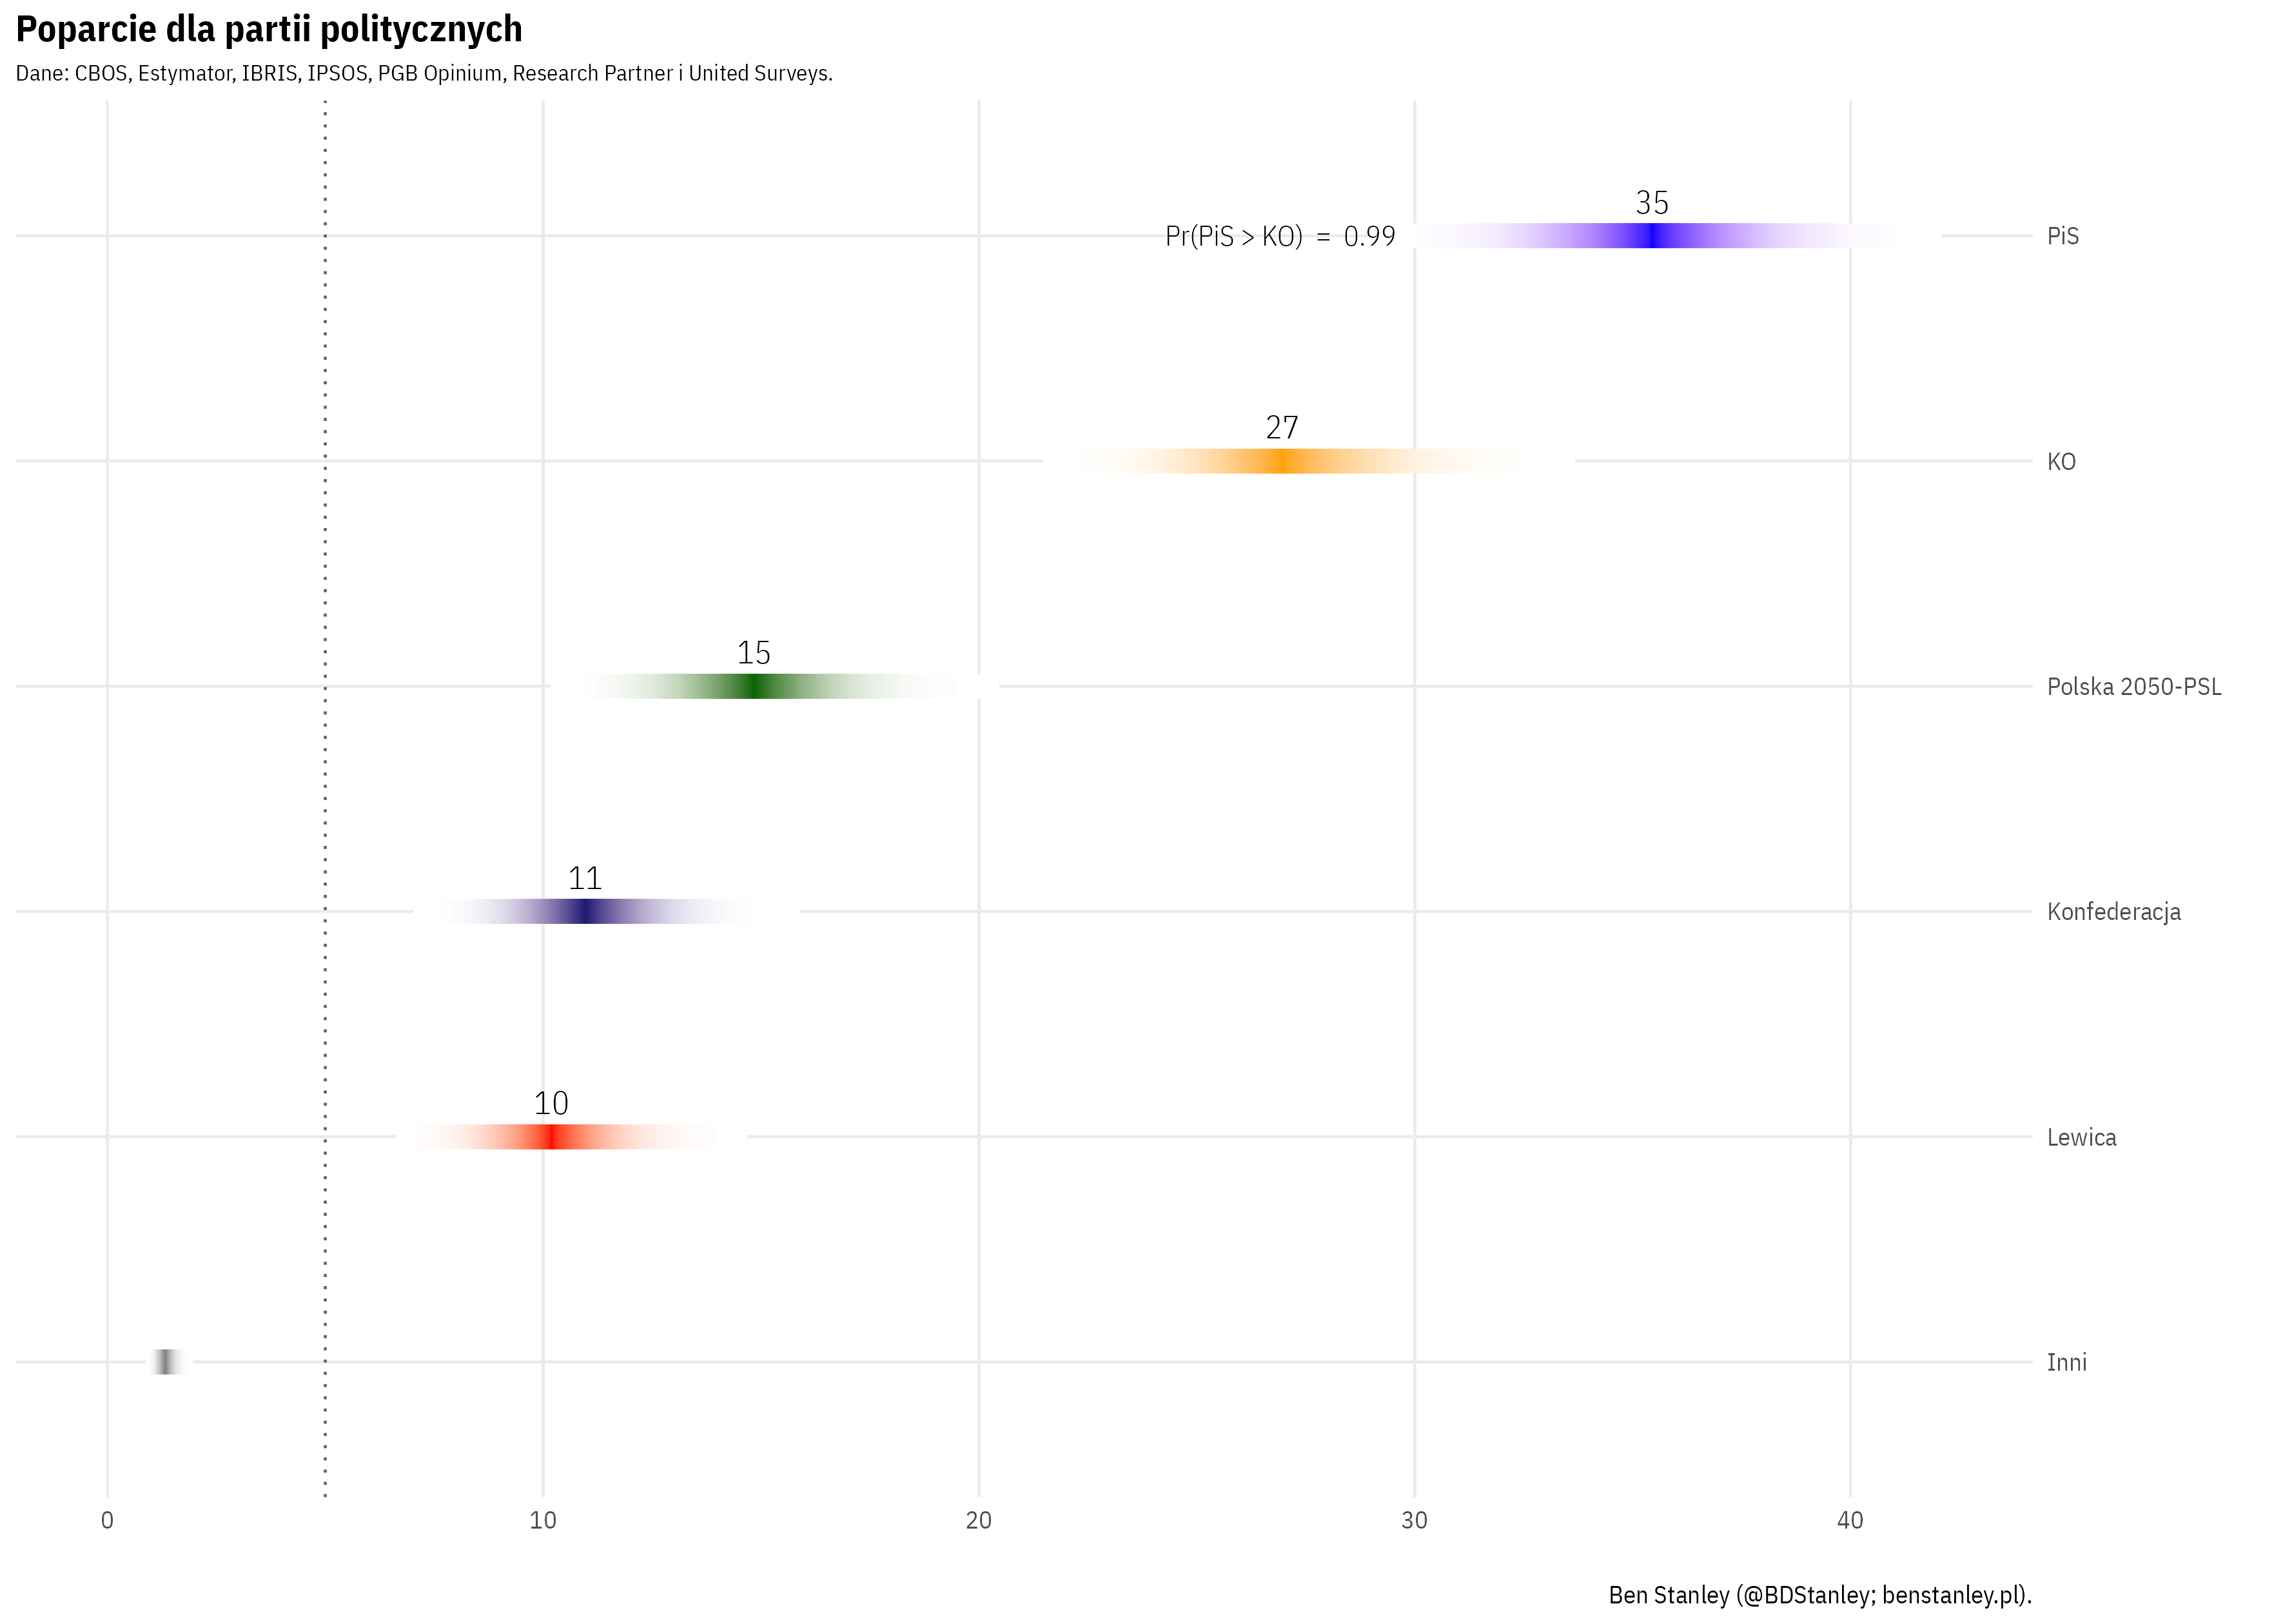 Poparcie dla partii politycznych
Dane: CBOS, Estymator, IBRIS, IPSOS, PGB Opinium, Research Partner i United Surveys.
35
Pr(PiS > KO) = 0.99
PiS
27
KO
15
Polska 2050-PSL
11
Konfederacja
10
Lewica
Inni
0 10 20 30 40
Ben Stanley (@BDStanley; benstanley.pl).